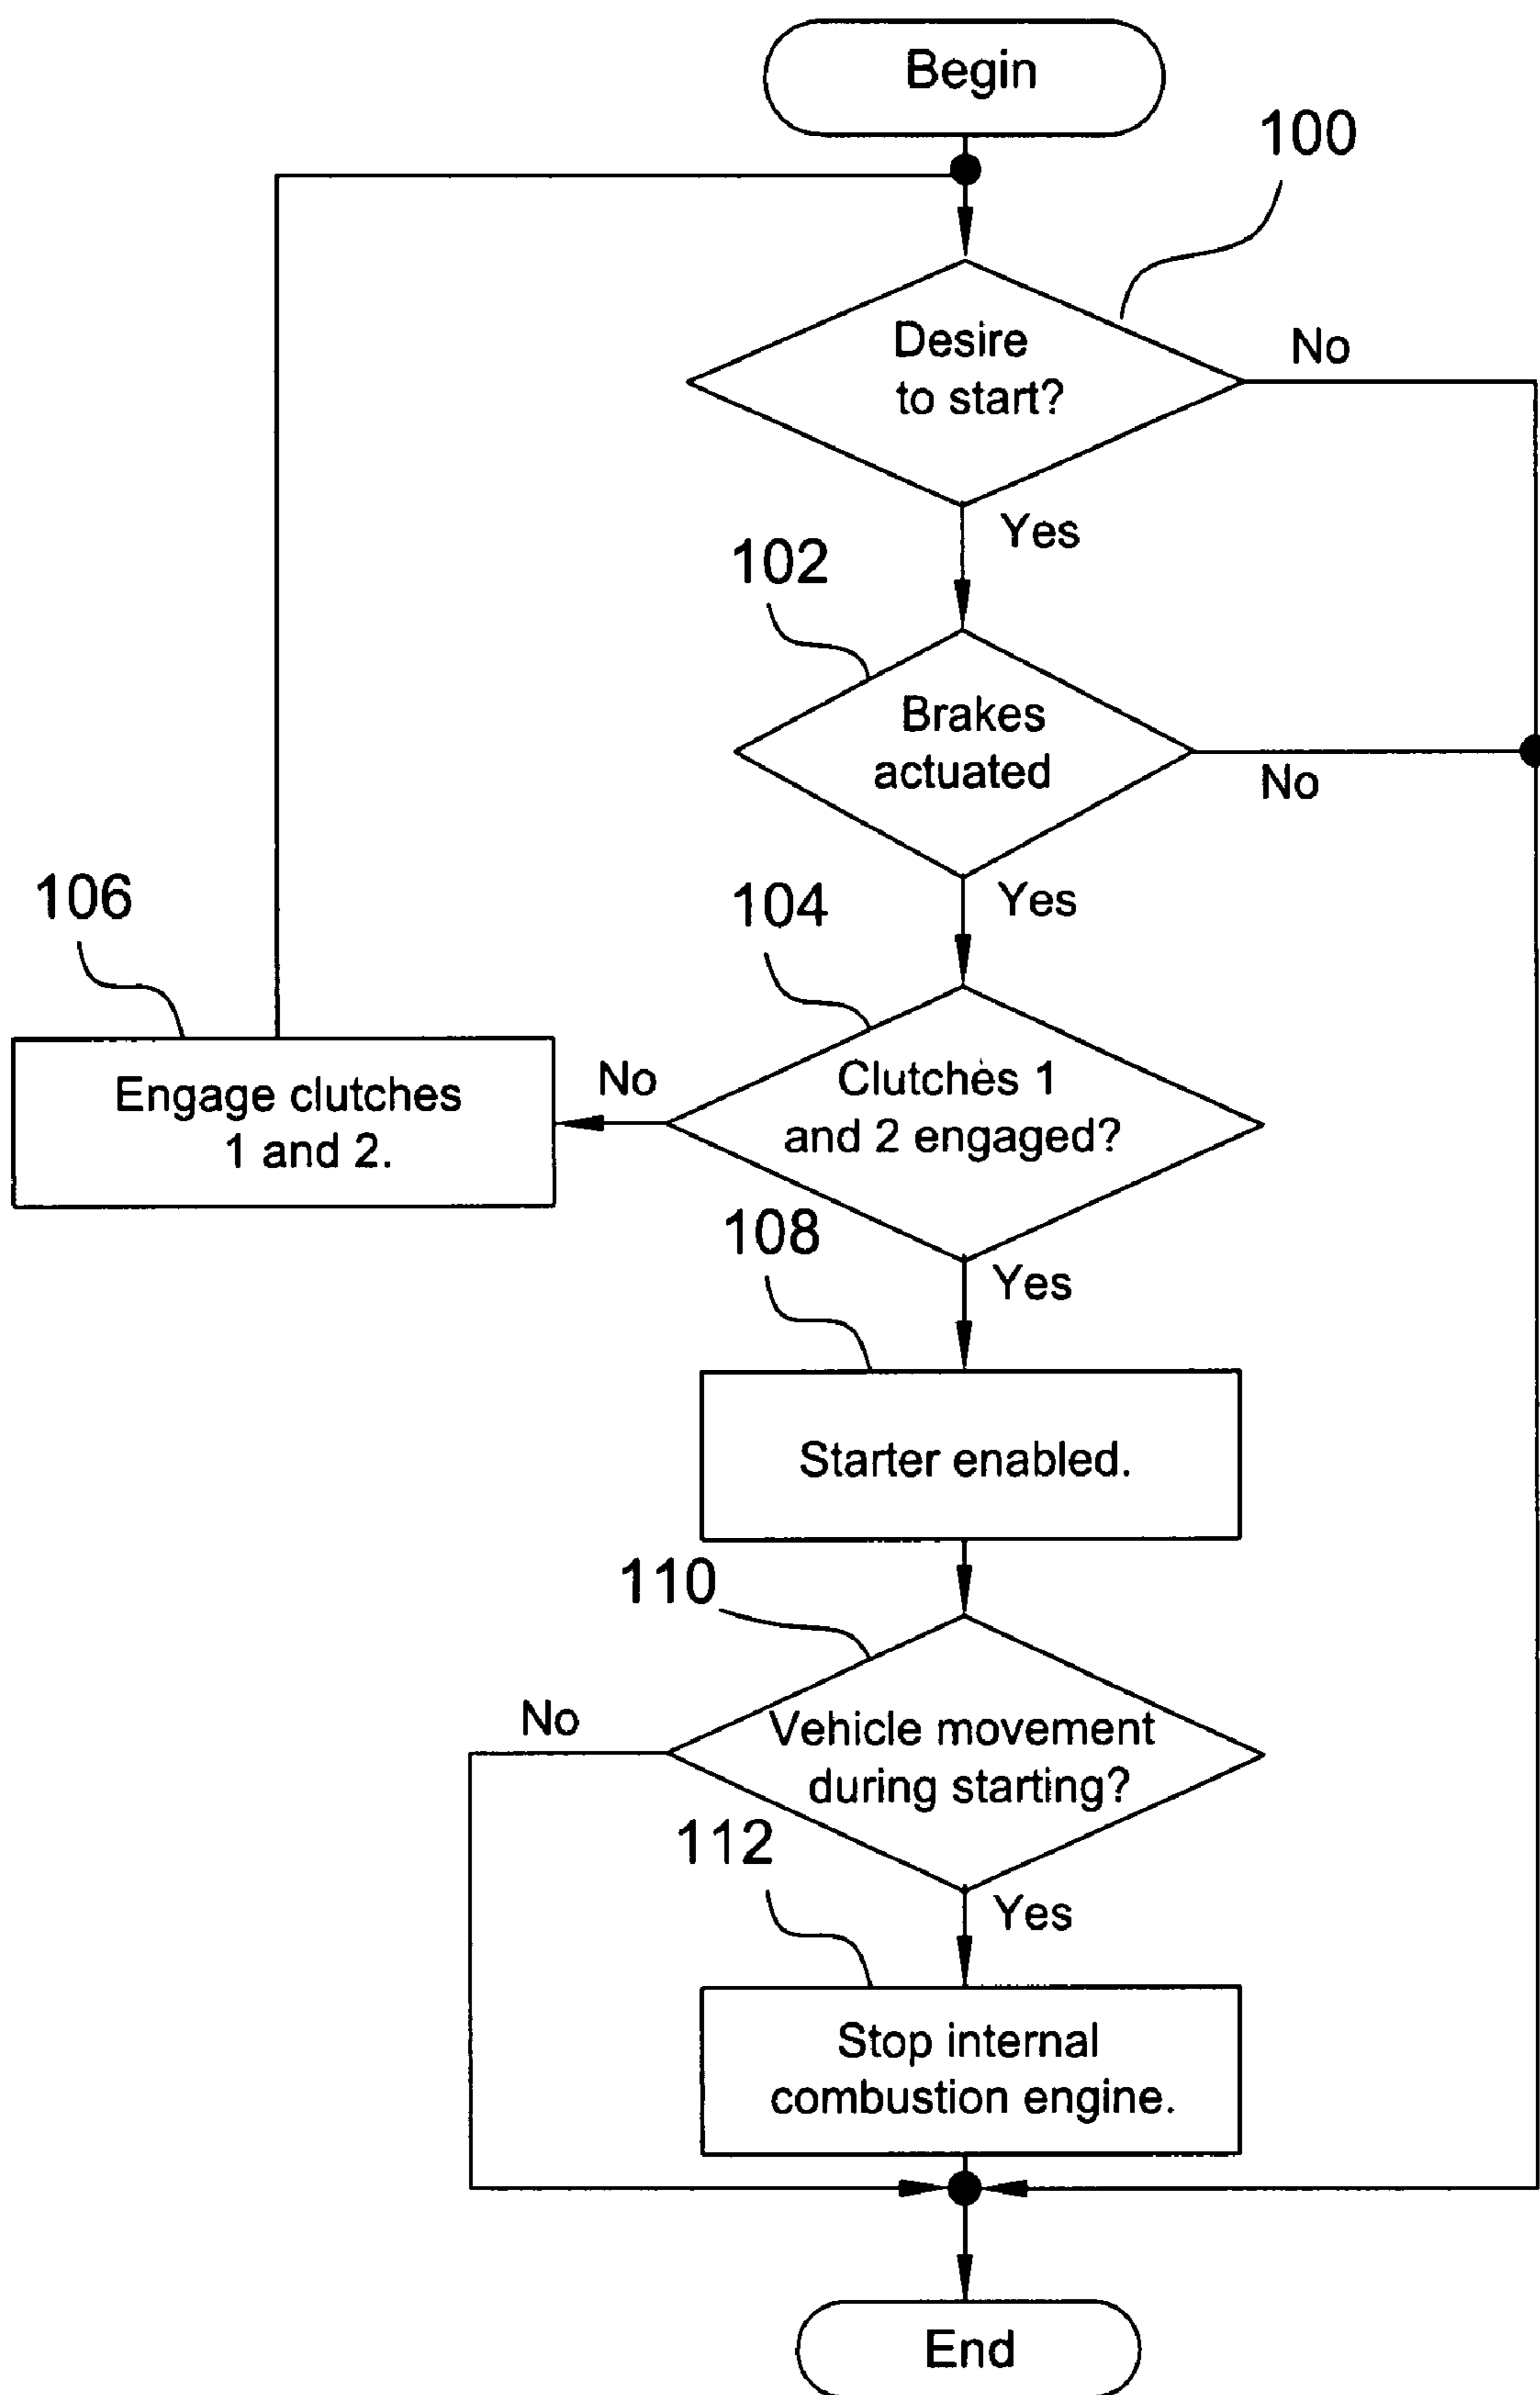 Begin
100
Desire
to start?
No
Yes
102
Brakes
actuated
No
Yes
104
106
Clutches 1
and 2 engaged?
No
Engage clutches
1 and 2.
Yes
108
Starter enabled.
110
No
Vehicle movement
during starting?
112
Yes
Stop internal
combustion engine.
End